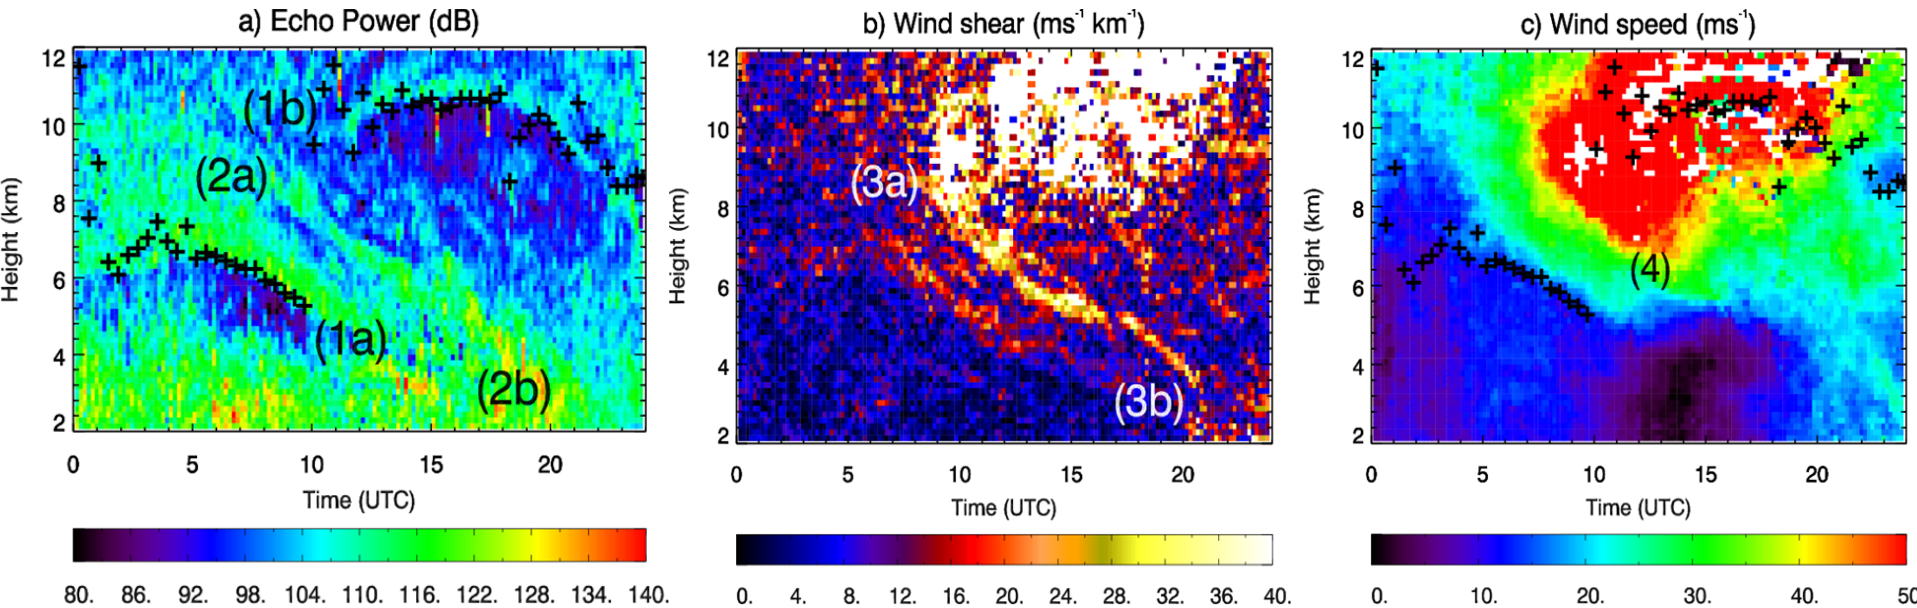 a) Echo Power (dB)
12
10
8
6
4
2
Height (km)
(1b)
(2a)
(1a)
(2b)
0 5 10 15 20
Time (UTC)
80. 86. 92. 98. 104. 110. 116. 122. 128. 134. 140.
b) Wind shear (ms⁻¹ km⁻¹)
12
10
8
6
4
2
Height (km)
(3a)
(3b)
0 5 10 15 20
Time (UTC)
0. 4. 8. 12. 16. 20. 24. 28. 32. 36. 40.
c) Wind speed (ms⁻¹)
12
10
8
6
4
2
Height (km)
(4)
0 5 10 15 20
Time (UTC)
0. 10. 20. 30. 40. 50